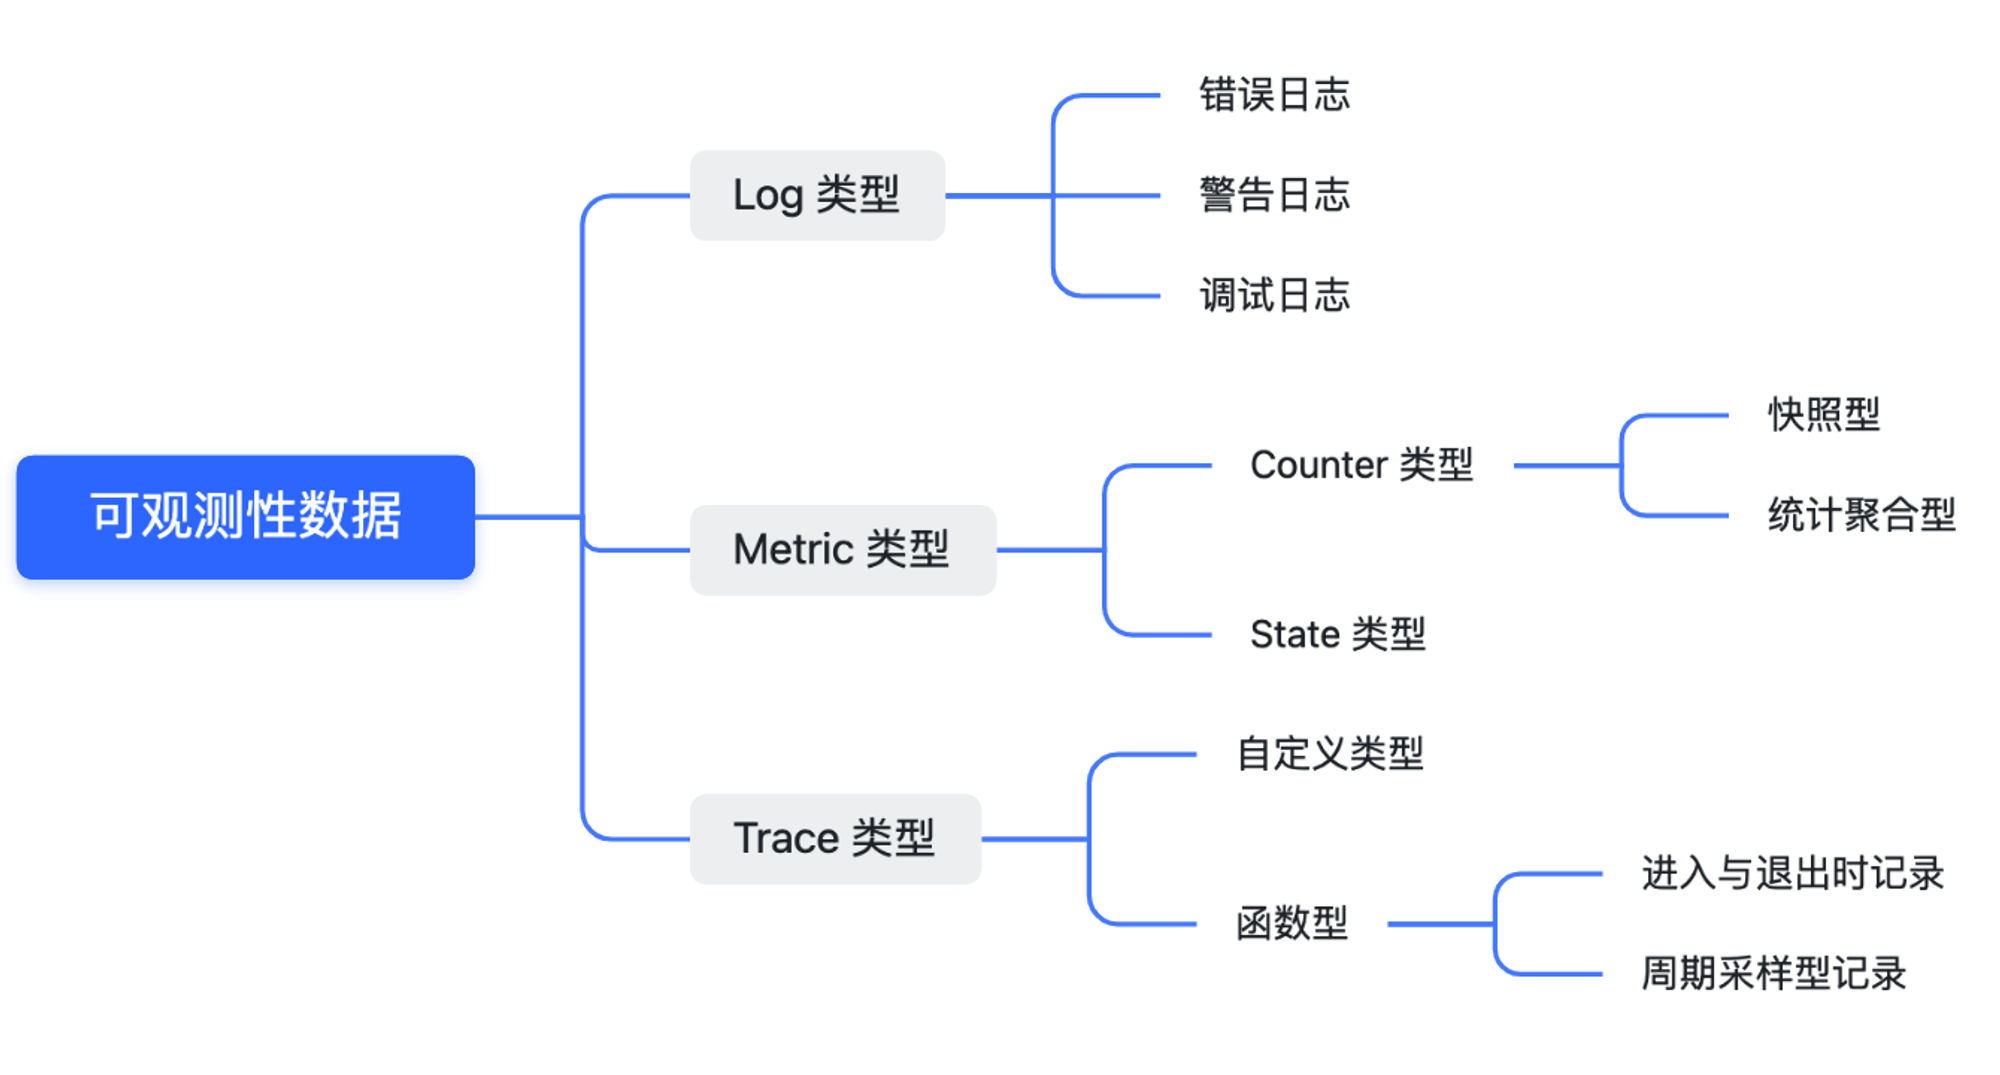 可观测性数据
Log 类型
错误日志
警告日志
调试日志
Metric 类型
Counter 类型
快照型
统计聚合型
State 类型
Trace 类型
自定义类型
函数型
进入与退出时记录
周期采样型记录